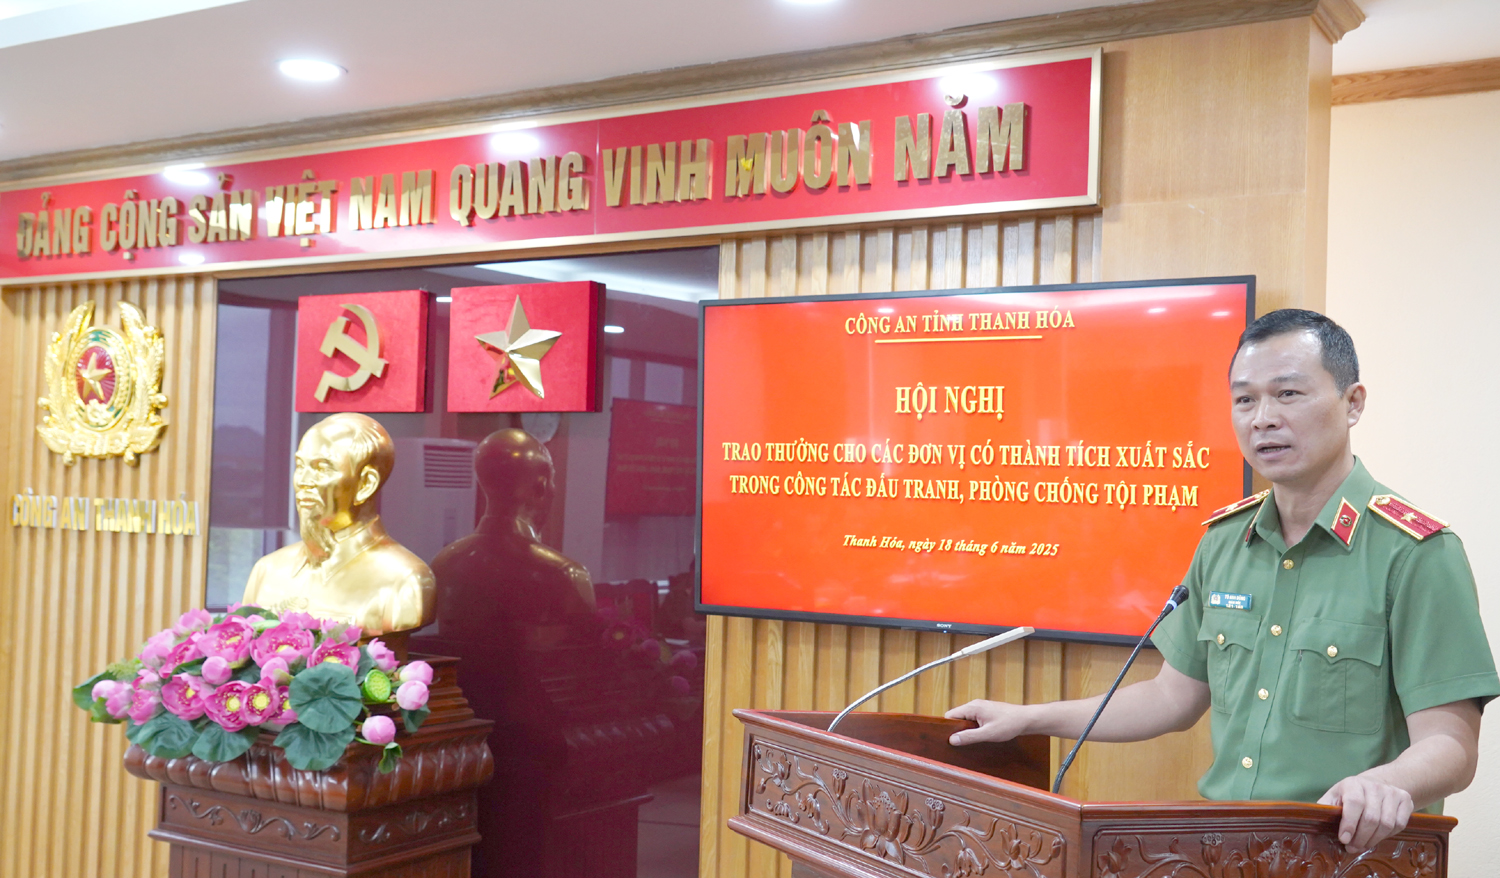 ĐẢNG CỘNG SẢN VIỆT NAM QUANG VINH MUÔN NĂM
CÔNG AN THANH HÓA
CÔNG AN TỈNH THANH HÓA
HỘI NGHỊ
TRAO THƯỞNG CHO CÁC ĐƠN VỊ CÓ THÀNH TÍCH XUẤT SẮC
TRONG CÔNG TÁC ĐẤU TRANH, PHÒNG CHỐNG TỘI PHẠM
Thanh Hóa, ngày 18 tháng 6 năm 2025
SONY